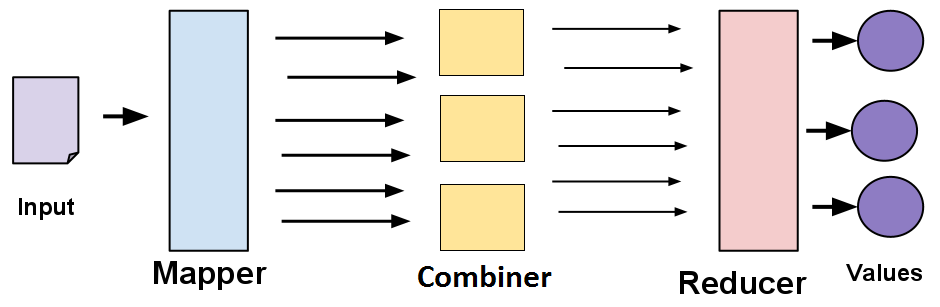 Input
Mapper
Combiner
Reducer
Values